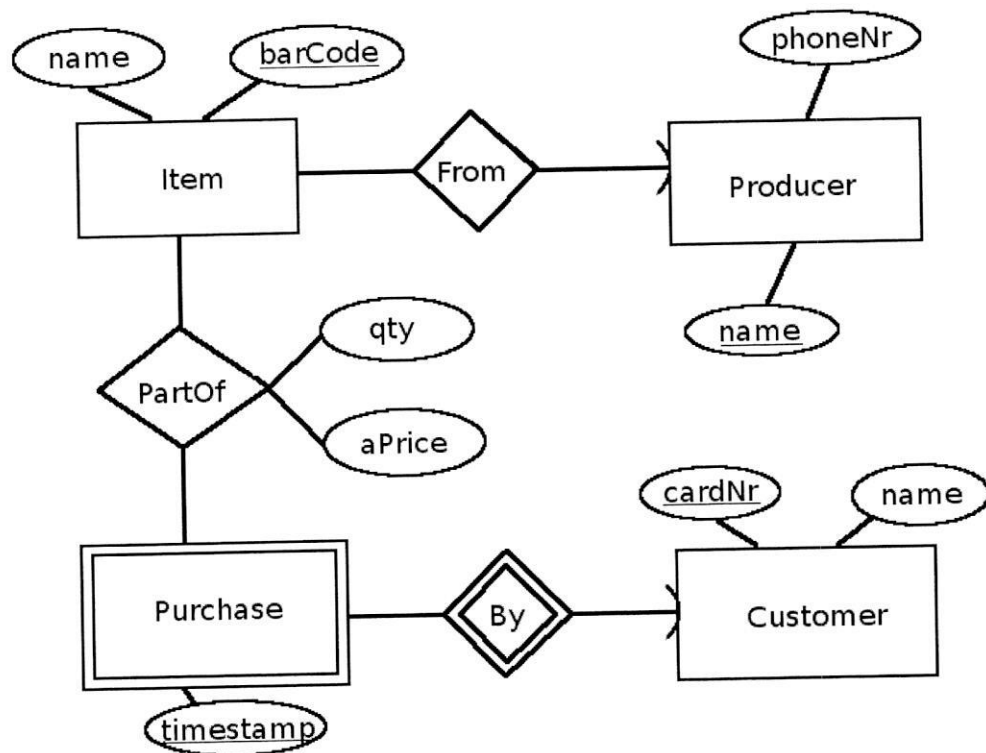 name
barCode
phoneNr
Item
From
Producer
name
qty
PartOf
aPrice
cardNr
name
Purchase
By
Customer
timestamp